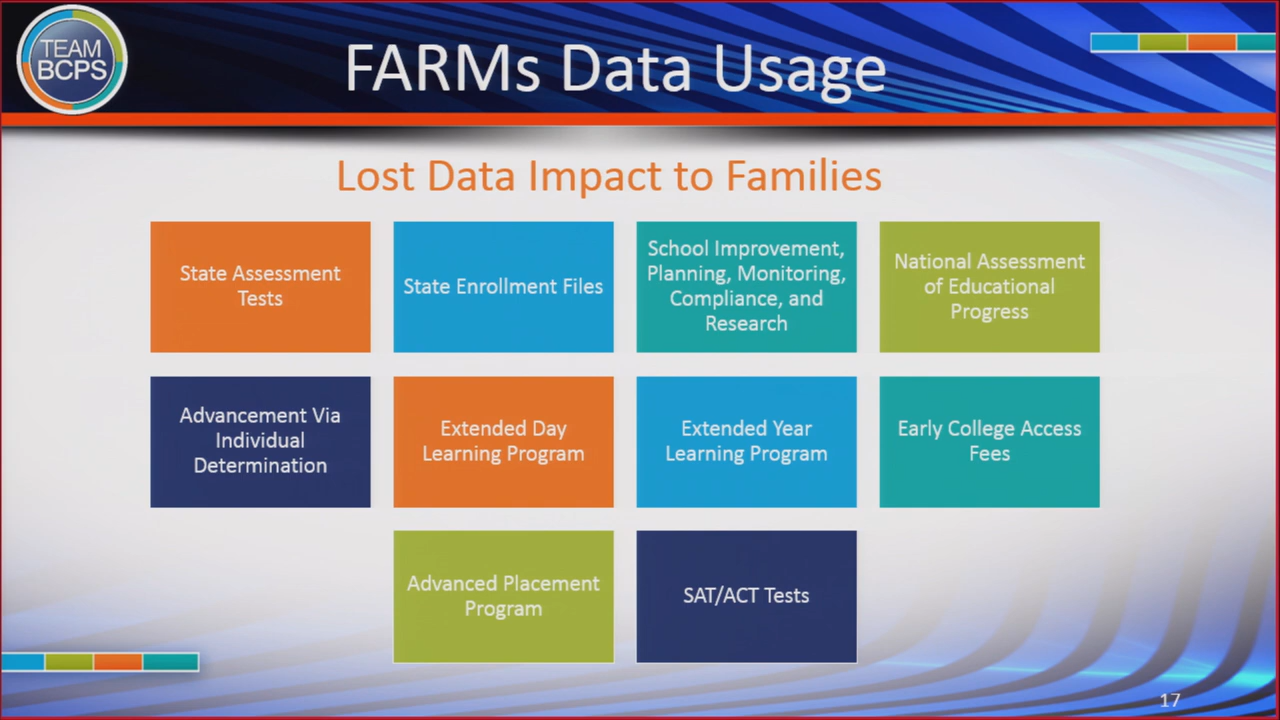 TEAM
BCPS
FARMs Data Usage
Lost Data Impact to Families
State Assessment
Tests
State Enrollment Files
School Improvement,
Planning, Monitoring,
Compliance, and
Research
National Assessment
of Educational
Progress
Advancement Via
Individual
Determination
Extended Day
Learning Program
Extended Year
Learning Program
Early College Access
Fees
Advanced Placement
Program
SAT/ACT Tests
17